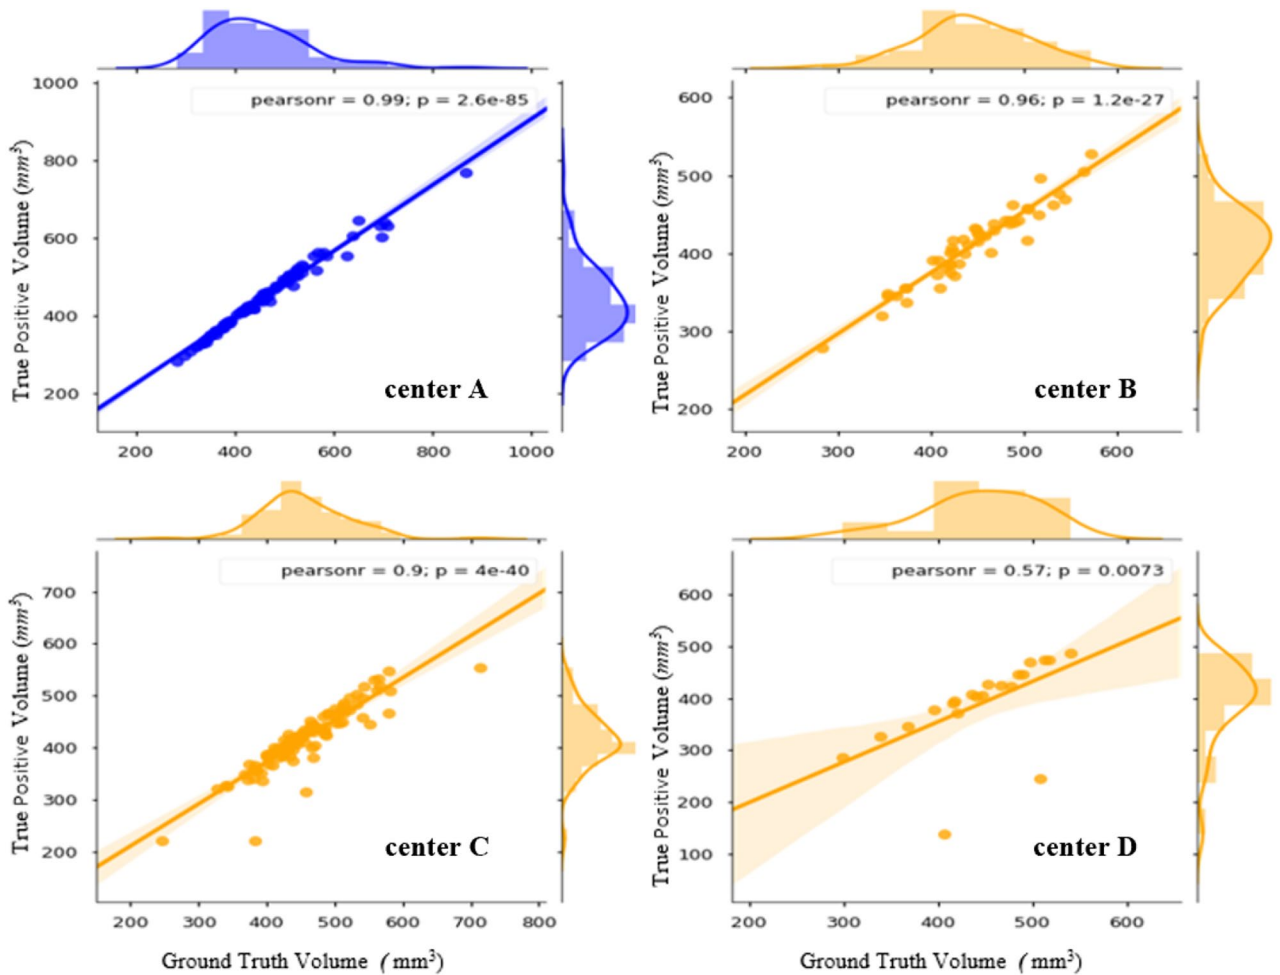 1000
800
600
400
200
True Positive Volume (mm³)
pearsonr = 0.99; p = 2.6e-85
center A
200 400 600 800 1000
600
500
400
300
200
True Positive Volume (mm³)
pearsonr = 0.96; p = 1.2e-27
center B
200 300 400 500 600
700
600
500
400
300
200
True Positive Volume (mm³)
pearsonr = 0.9; p = 4e-40
center C
200 300 400 500 600 700 800
Ground Truth Volume ( mm³)
600
500
400
300
200
100
True Positive Volume (mm³)
pearsonr = 0.57; p = 0.0073
center D
200 300 400 500 600
Ground Truth Volume ( mm³)